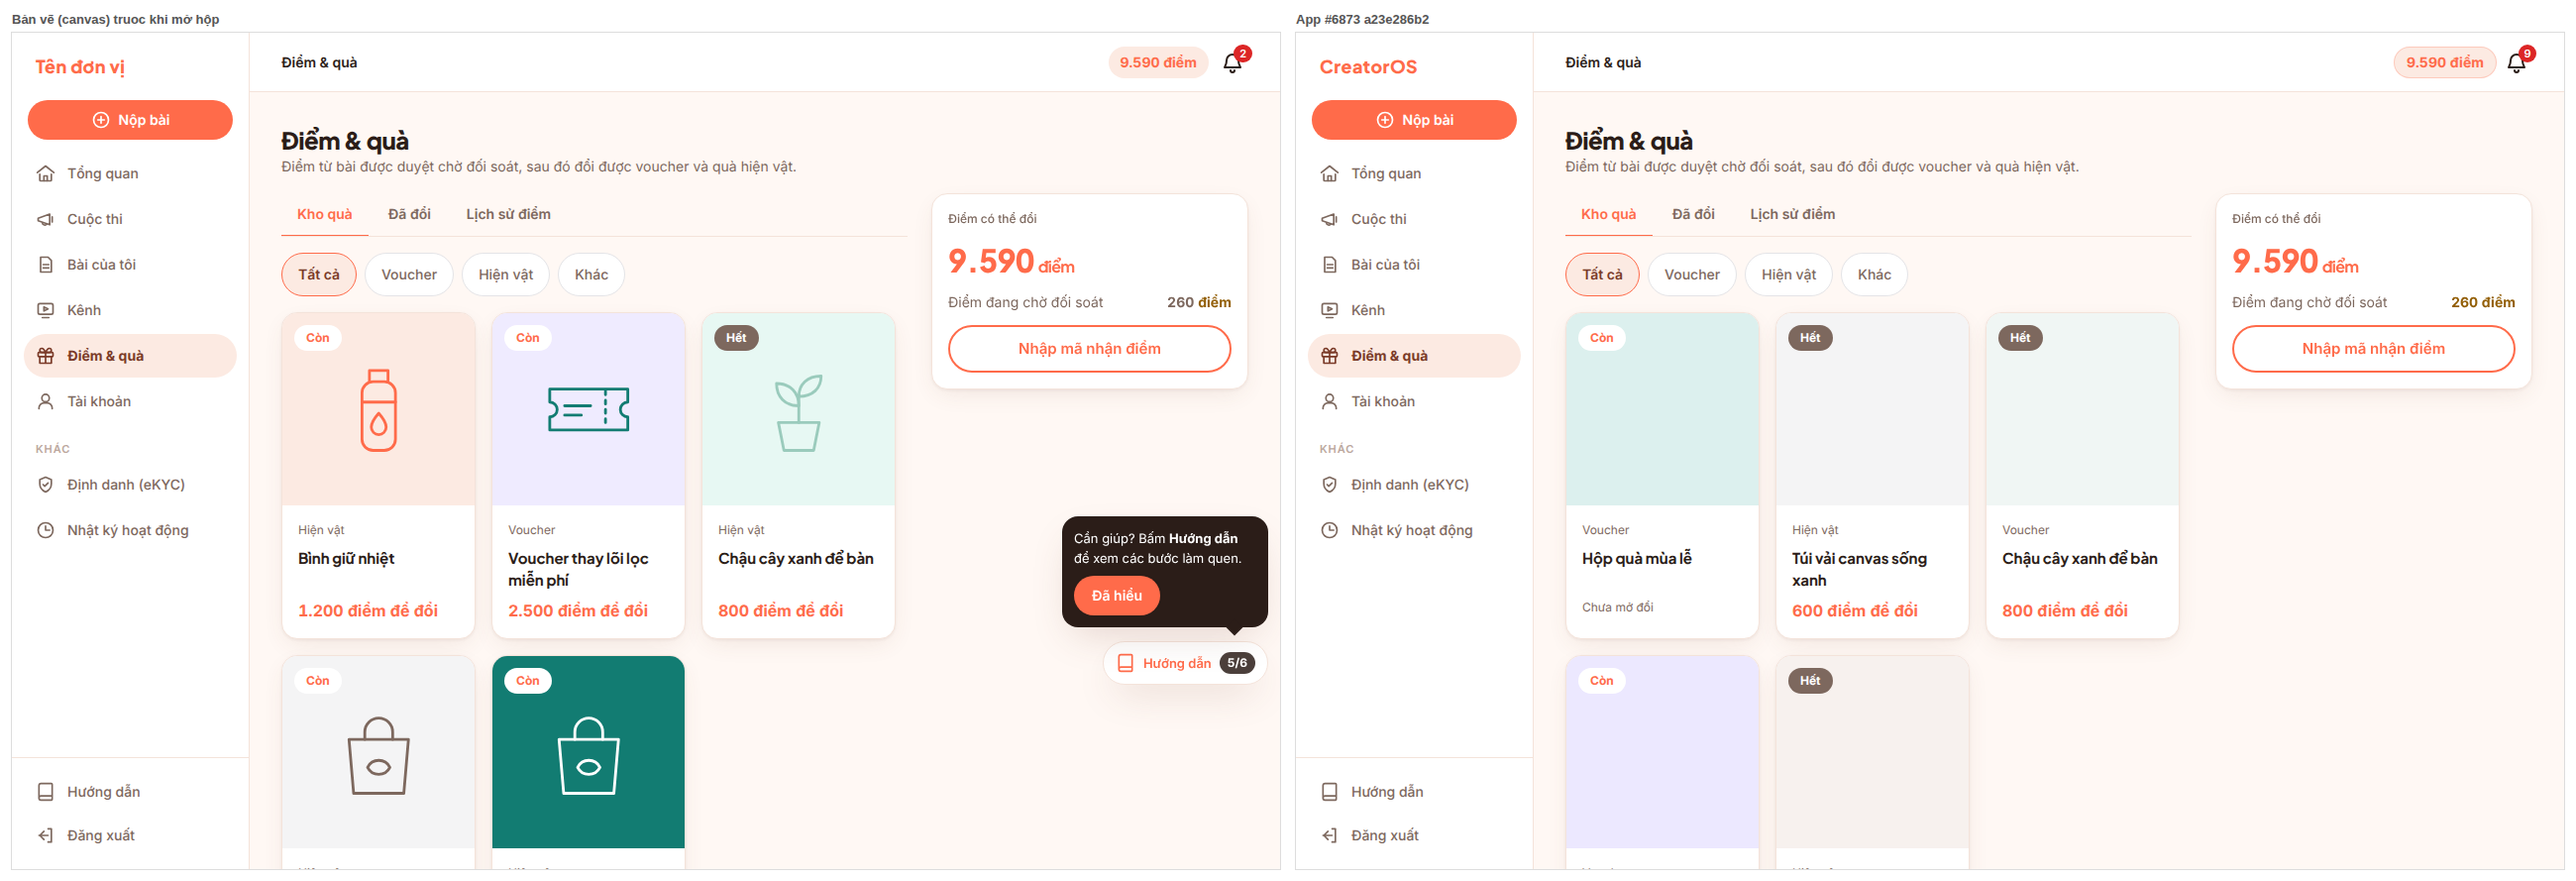 Bản vẽ (canvas) truoc khi mở hộp
Tên đơn vị
Nộp bài
Tổng quan
Cuộc thi
Bài của tôi
Kênh
Điểm & quà
Tài khoản
KHÁC
Định danh (eKYC)
Nhật ký hoạt động
Hướng dẫn
Đăng xuất
Điểm & quà
9.590 điểm
2
Điểm & quà
Điểm từ bài được duyệt chờ đối soát, sau đó đổi được voucher và quà hiện vật.
Kho quà
Đã đổi
Lịch sử điểm
Tất cả
Voucher
Hiện vật
Khác
Còn
Hiện vật
Bình giữ nhiệt
1.200 điểm để đổi
Còn
Voucher
Voucher thay lõi lọc
miễn phí
2.500 điểm để đổi
Hết
Hiện vật
Chậu cây xanh để bàn
800 điểm để đổi
Còn
Còn
Điểm có thể đổi
9.590 điểm
Điểm đang chờ đối soát
260 điểm
Nhập mã nhận điểm
Cần giúp? Bấm Hướng dẫn
để xem các bước làm quen.
Đã hiểu
Hướng dẫn
5/6
App #6873 a23e286b2
CreatorOS
Nộp bài
Tổng quan
Cuộc thi
Bài của tôi
Kênh
Điểm & quà
Tài khoản
KHÁC
Định danh (eKYC)
Nhật ký hoạt động
Hướng dẫn
Đăng xuất
Điểm & quà
9.590 điểm
9
Điểm & quà
Điểm từ bài được duyệt chờ đối soát, sau đó đổi được voucher và quà hiện vật.
Kho quà
Đã đổi
Lịch sử điểm
Tất cả
Voucher
Hiện vật
Khác
Còn
Voucher
Hộp quà mùa lễ
Chưa mở đổi
Hết
Hiện vật
Túi vải canvas sống
xanh
600 điểm để đổi
Hết
Voucher
Chậu cây xanh để bàn
800 điểm để đổi
Còn
Hết
Điểm có thể đổi
9.590 điểm
Điểm đang chờ đối soát
260 điểm
Nhập mã nhận điểm